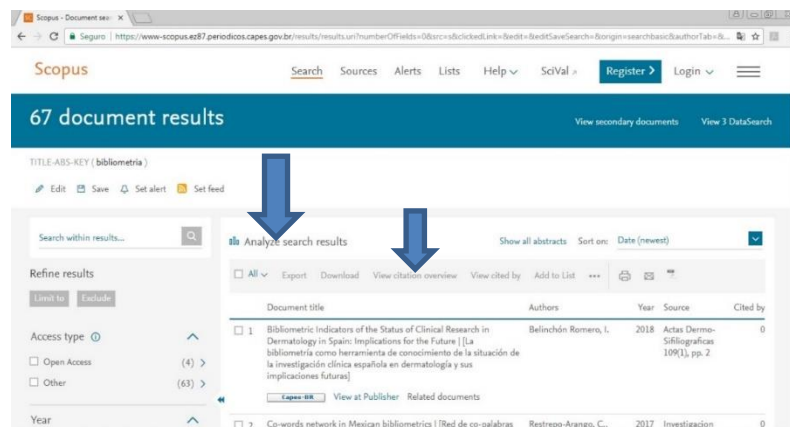 Scopus - Document sea
Seguro | https://www-scopus.ez87.periodicos.capes.gov.br/results/results.uri?numberOfFields=0&src=s&clickedLink=&edit=&editSaveSearch=&origin=searchbasic&authorTab=&
Scopus
Search Sources Alerts Lists Help SciVal Register Login
67 document results
View secondary documents View 3 DataSearch
TITLE-ABS-KEY ( bibliometria )
Edit Save Set alert Set feed
Search within results...
Analyze search results Show all abstracts Sort on: Date (newest)
Refine results
All Export Download View citation overview View cited by Add to List ...
Limit to Exclude
Document title Authors Year Source Cited by
Access type
1 Bibliometric Indicators of the Status of Clinical Research in Belinchón Romero, I. 2018 Actas Dermo- 0
Dermatology in Spain: Implications for the Future | [La Sifiliograficas
bibliometría como herramienta de conocimiento de la situación de 109(1), pp. 2
Open Access (4)
la investigación clínica española en dermatología y sus
Other (63)
implicaciones futuras]
Capes-BR View at Publisher Related documents
Year
2 Co-words network in Mexican bibliometrics | [Red de co-palabras Restrepo-Arango, C., 2017 Investigacion 0